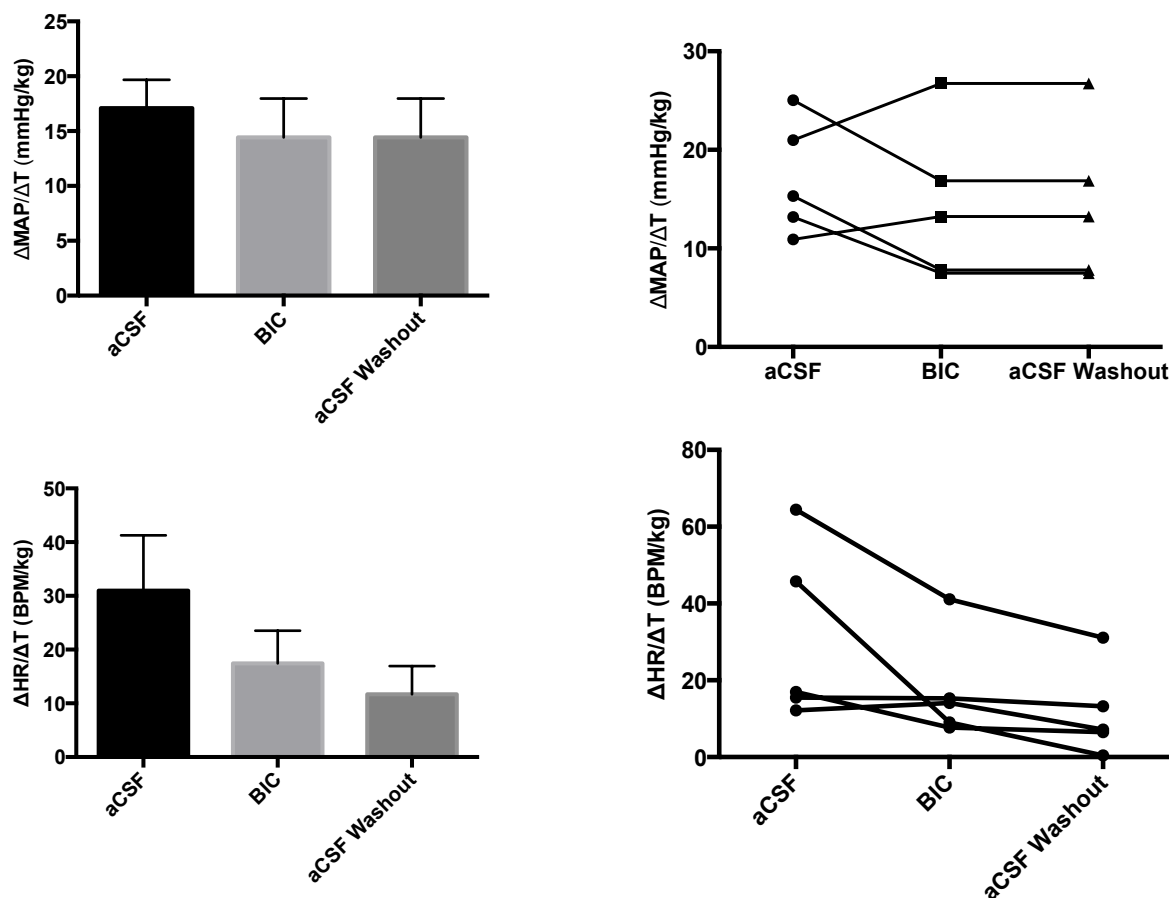 ΔMAP/ΔT (mmHg/kg)
25
20
15
10
5
0
aCSF
BIC
aCSF Washout
ΔMAP/ΔT (mmHg/kg)
30
20
10
0
aCSF
BIC
aCSF Washout
ΔHR/ΔT (BPM/kg)
50
40
30
20
10
0
aCSF
BIC
aCSF Washout
ΔHR/ΔT (BPM/kg)
80
60
40
20
0
aCSF
BIC
aCSF Washout